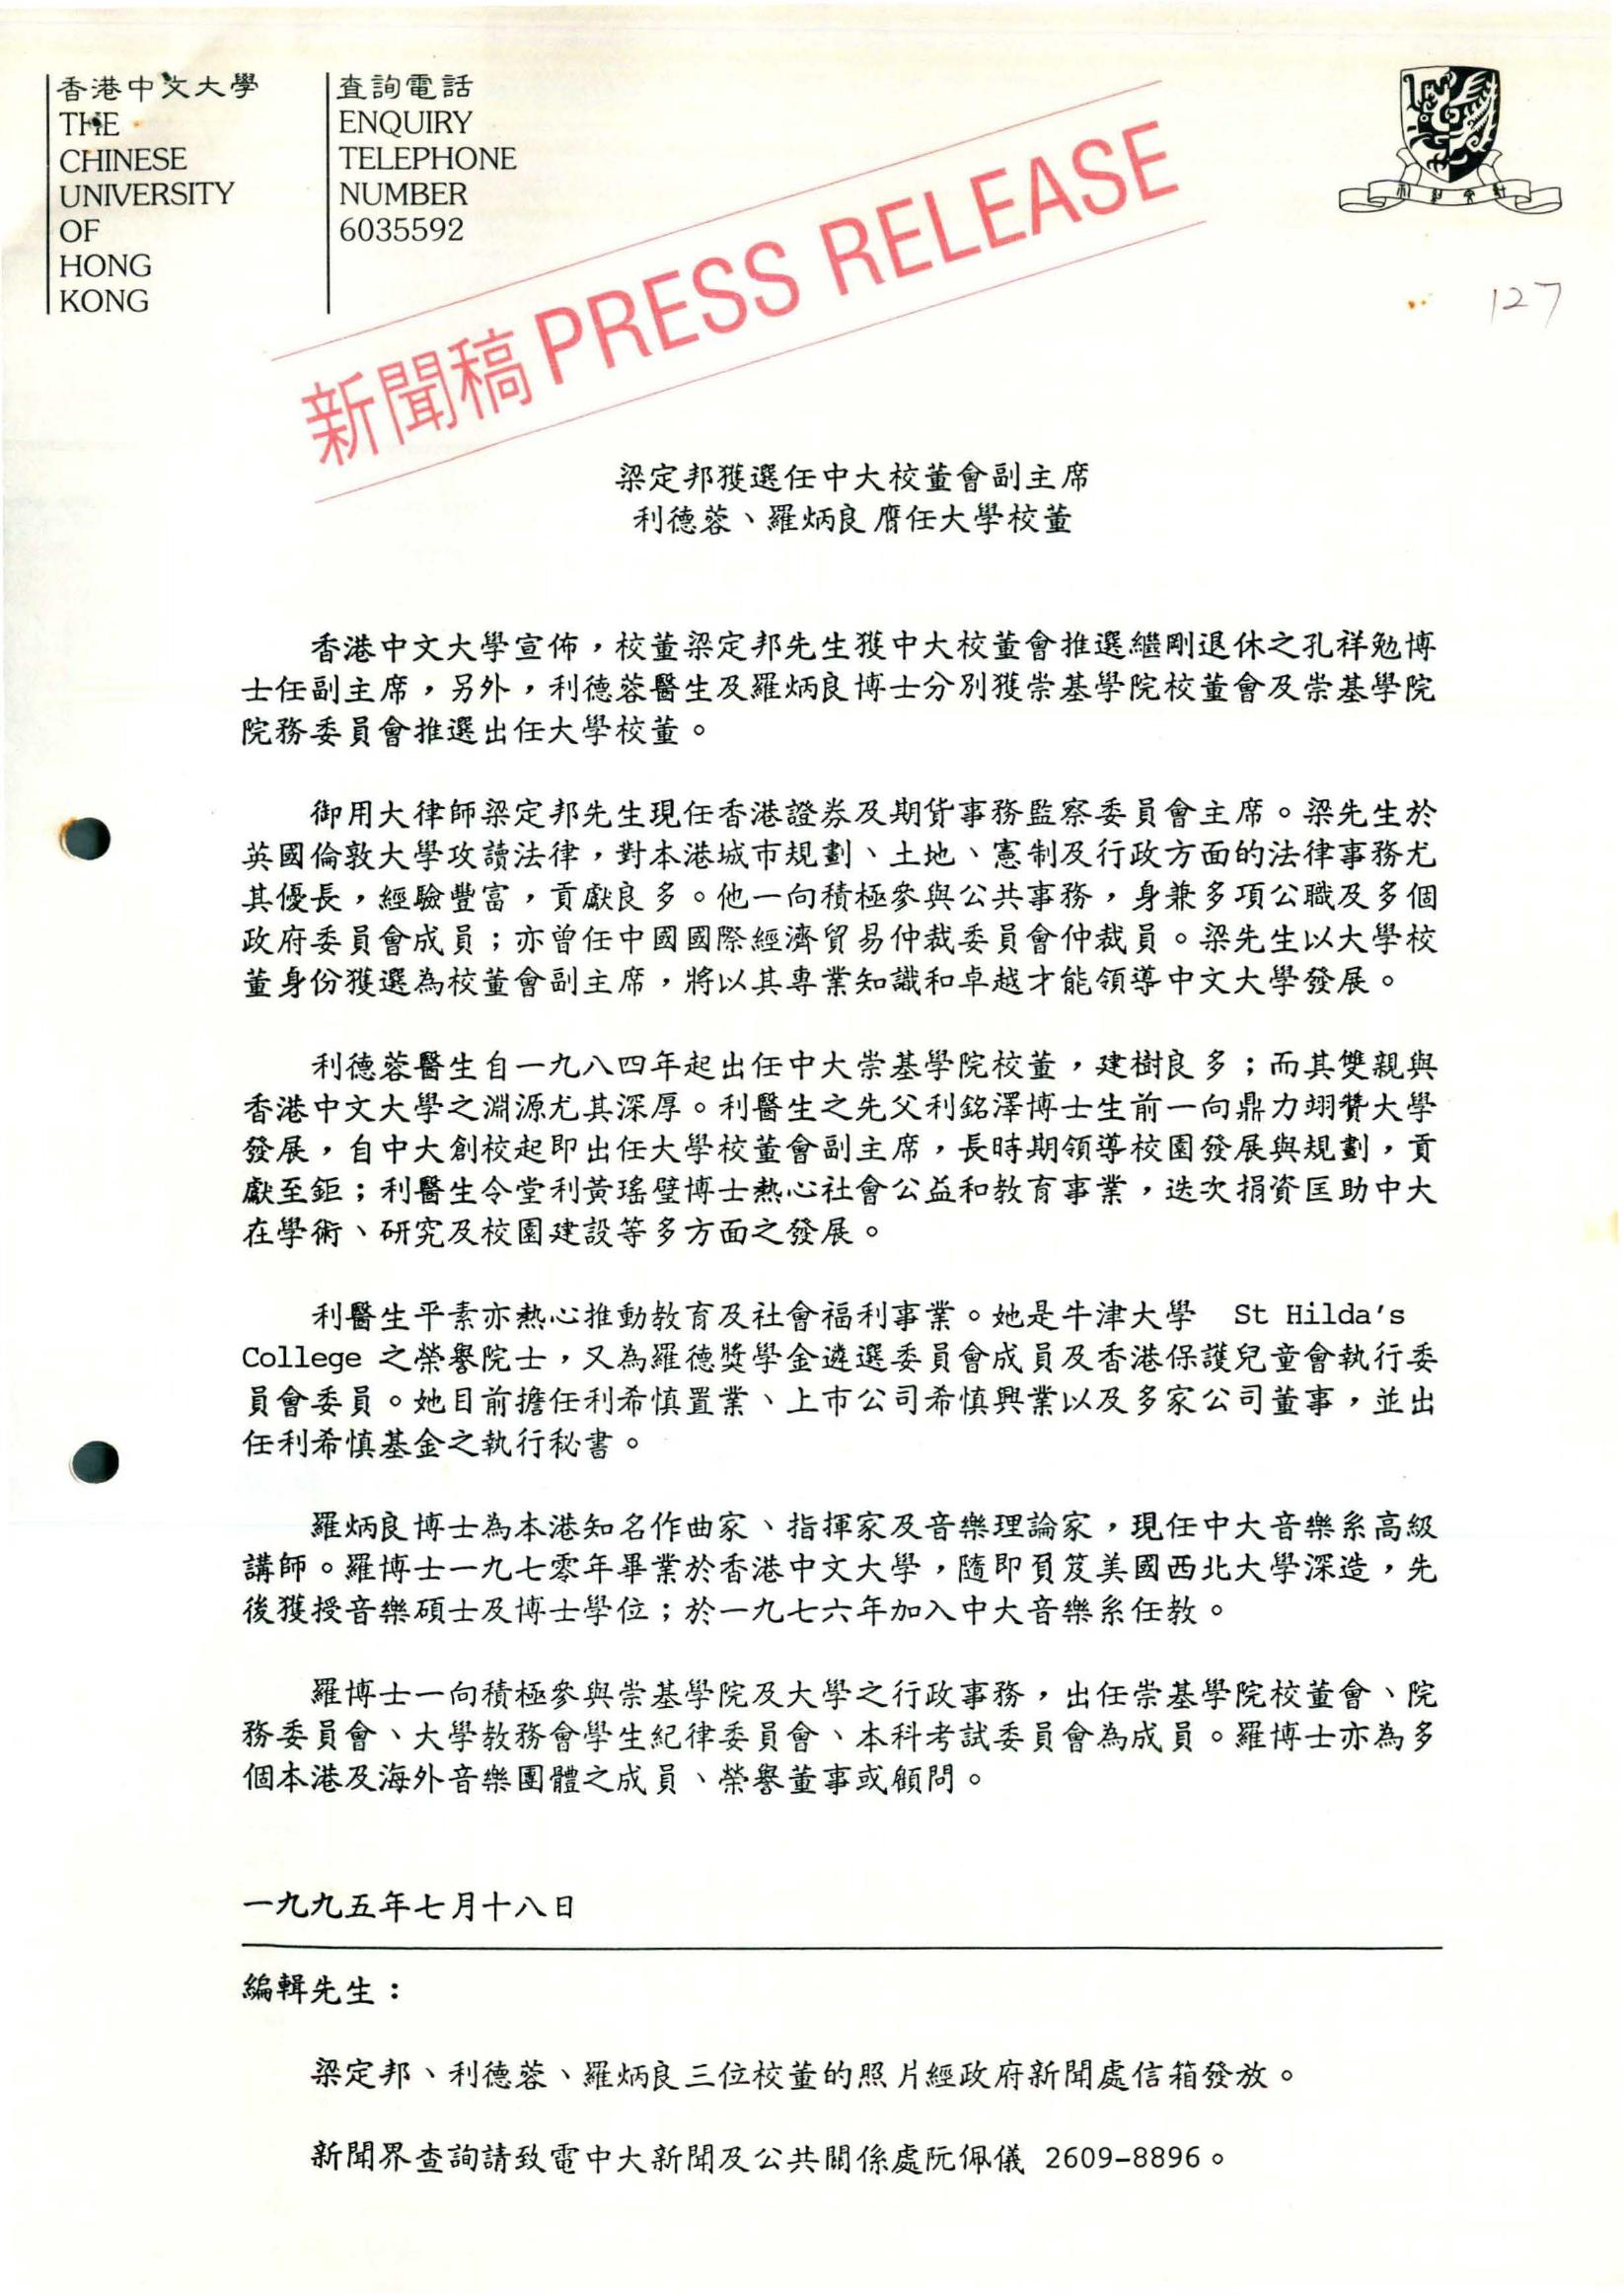 香港中文大學
THE
CHINESE
UNIVERSITY
OF
HONG
KONG
查詢電話
ENQUIRY
TELEPHONE
NUMBER
6035592
新聞稿 PRESS RELEASE
127
梁定邦獲選任中大校董會副主席
利德蓉、羅炳良膺任大學校董
香港中文大學宣佈，校董梁定邦先生獲中大校董會推選繼剛退休之孔祥勉博
士任副主席，另外，利德蓉醫生及羅炳良博士分別獲崇基學院校董會及崇基學院
院務委員會推選出任大學校董。
御用大律師梁定邦先生現任香港證券及期貨事務監察委員會主席。梁先生於
英國倫敦大學攻讀法律，對本港城市規劃、土地、憲制及行政方面的法律事務尤
其優長，經驗豐富，貢獻良多。他一向積極參與公共事務，身兼多項公職及多個
政府委員會成員；亦曾任中國國際經濟貿易仲裁委員會仲裁員。梁先生以大學校
董身份獲選為校董會副主席，將以其專業知識和卓越才能領導中文大學發展。
利德蓉醫生自一九八四年起出任中大崇基學院校董，建樹良多；而其雙親與
香港中文大學之淵源尤其深厚。利醫生之先父利銘澤博士生前一向鼎力翊贊大學
發展，自中大創校起即出任大學校董會副主席，長時期領導校園發展與規劃，貢
獻至鉅；利醫生令堂利黃瑤璧博士熱心社會公益和教育事業，迭次捐資匡助中大
在學術、研究及校園建設等多方面之發展。
利醫生平素亦熱心推動教育及社會福利事業。她是牛津大學 St Hilda's
College 之榮譽院士，又為羅德獎學金遴選委員會成員及香港保護兒童會執行委
員會委員。她目前擔任利希慎置業、上市公司希慎興業以及多家公司董事，並出
任利希慎基金之執行秘書。
羅炳良博士為本港知名作曲家、指揮家及音樂理論家，現任中大音樂系高級
講師。羅博士一九七零年畢業於香港中文大學，隨即負笈美國西北大學深造，先
後獲授音樂碩士及博士學位；於一九七六年加入中大音樂系任教。
羅博士一向積極參與崇基學院及大學之行政事務，出任崇基學院校董會、院
務委員會、大學教務會學生紀律委員會、本科考試委員會為成員。羅博士亦為多
個本港及海外音樂團體之成員、榮譽董事或顧問。
一九九五年七月十八日
編輯先生：
梁定邦、利德蓉、羅炳良三位校董的照片經政府新聞處信箱發放。
新聞界查詢請致電中大新聞及公共關係處阮佩儀 2609-8896。